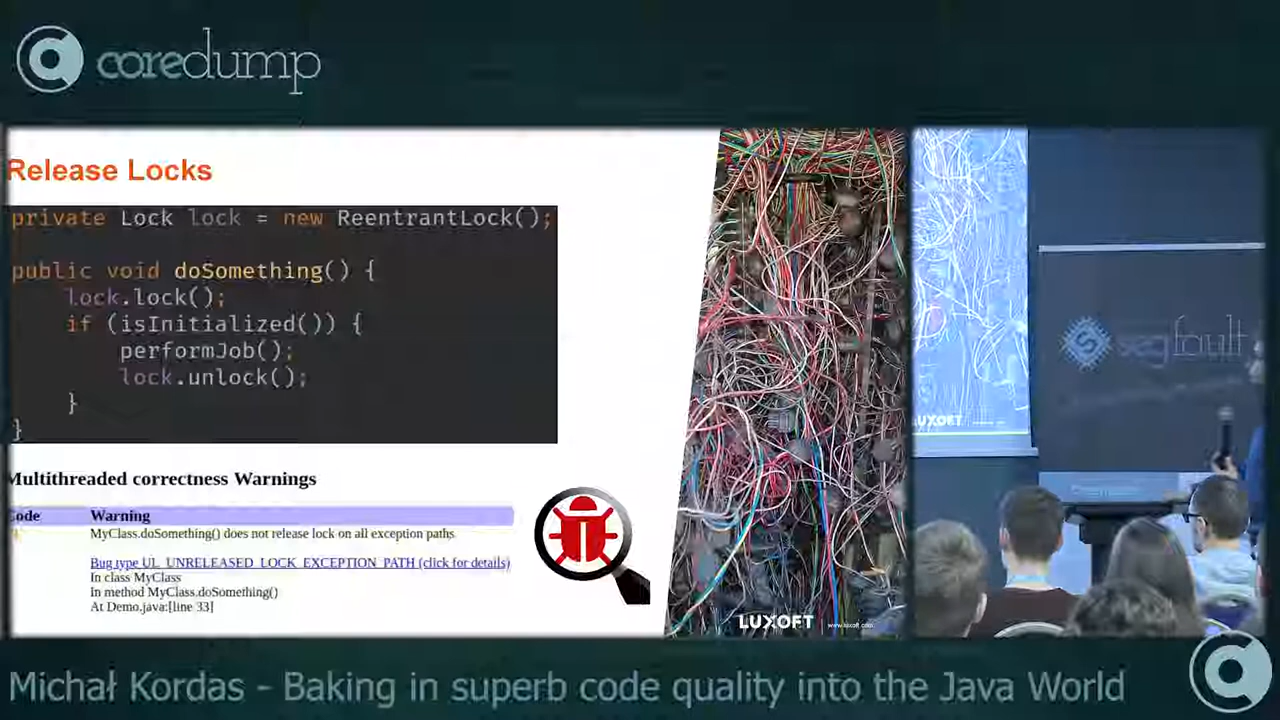 coredump
Release Locks
private Lock lock = new ReentrantLock();
public void doSomething() {
lock.lock();
if (isInitialized()) {
performJob();
lock.unlock();
}
}
Multithreaded correctness Warnings
Code Warning
MyClass.doSomething() does not release lock on all exception paths
Bug type UL_UNRELEASED_LOCK_EXCEPTION_PATH (click for details)
In class MyClass
In method MyClass.doSomething()
At Demo.java:[line 33]
LUXOFT www.luxoft.com
segfault
LUXOFT
Michał Kordas - Baking in superb code quality into the Java World